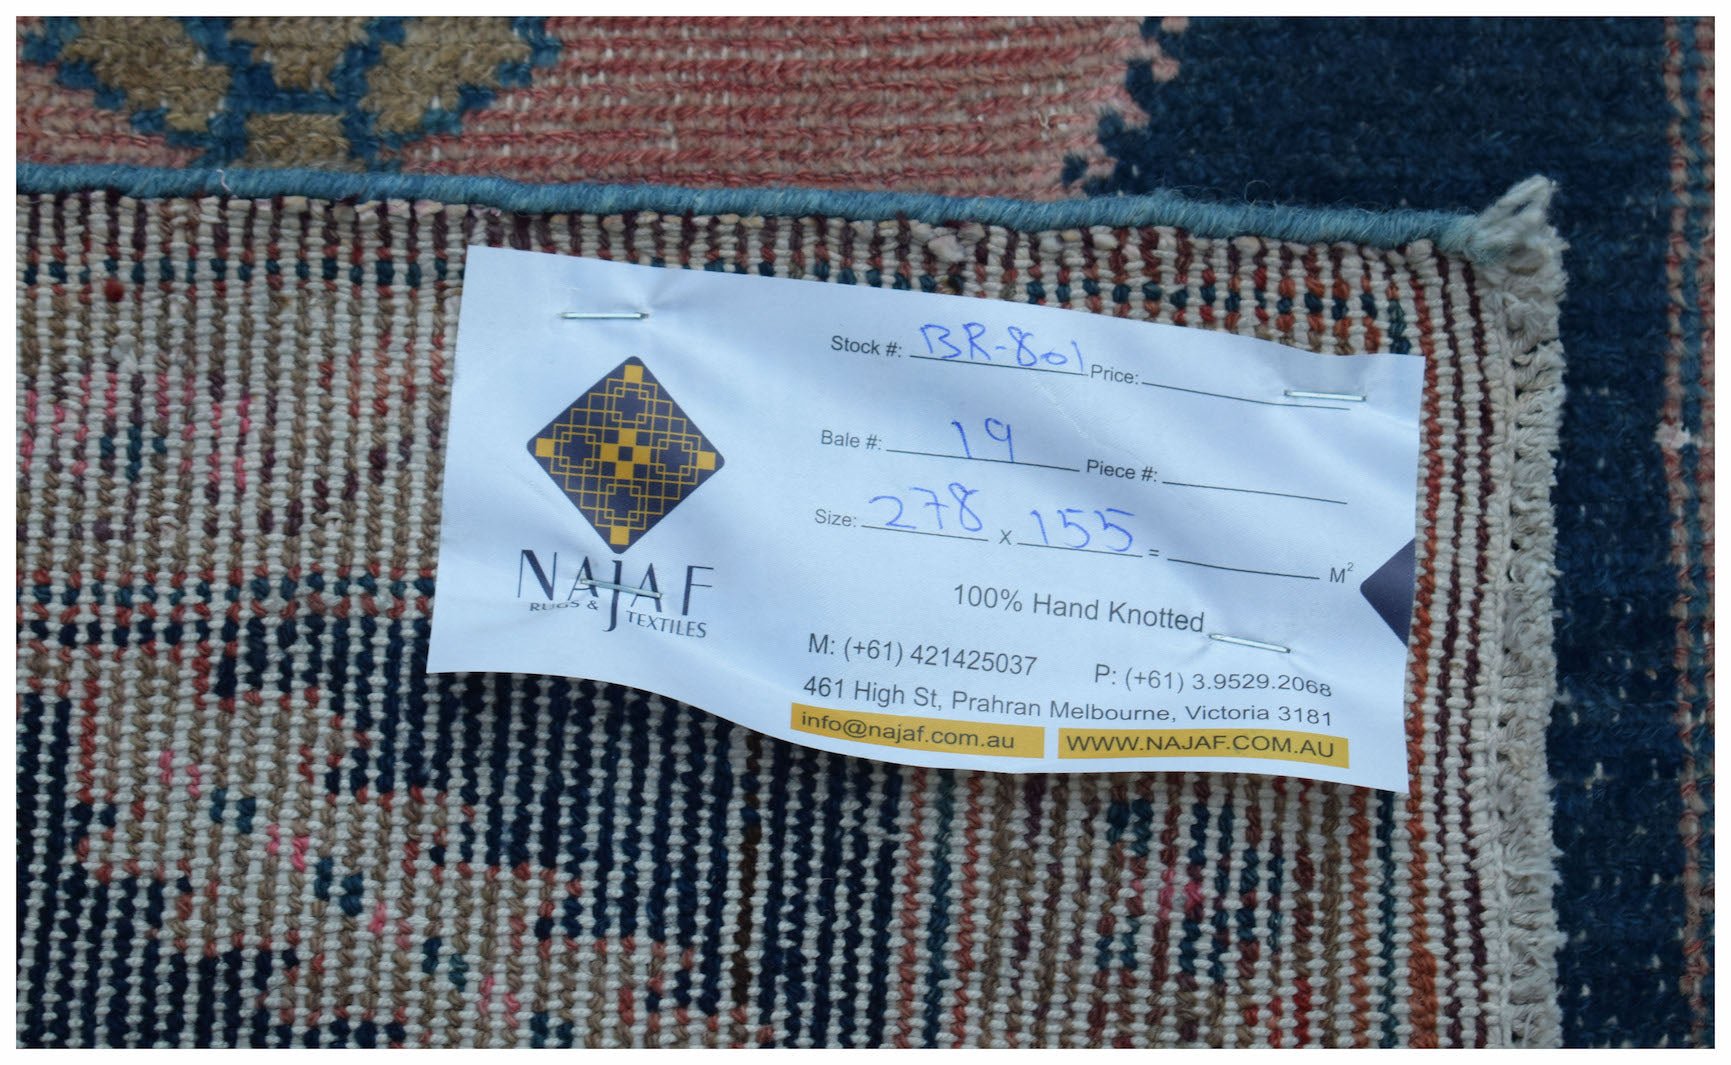 NAJAF
RUGS & TEXTILES
Stock #: BR-801 Price:
Bale #: 19 Piece #:
Size: 278 x 155 = M²
100% Hand Knotted
M: (+61) 421425037 P: (+61) 3.9529.2068
461 High St, Prahran Melbourne, Victoria 3181
info@najaf.com.au WWW.NAJAF.COM.AU